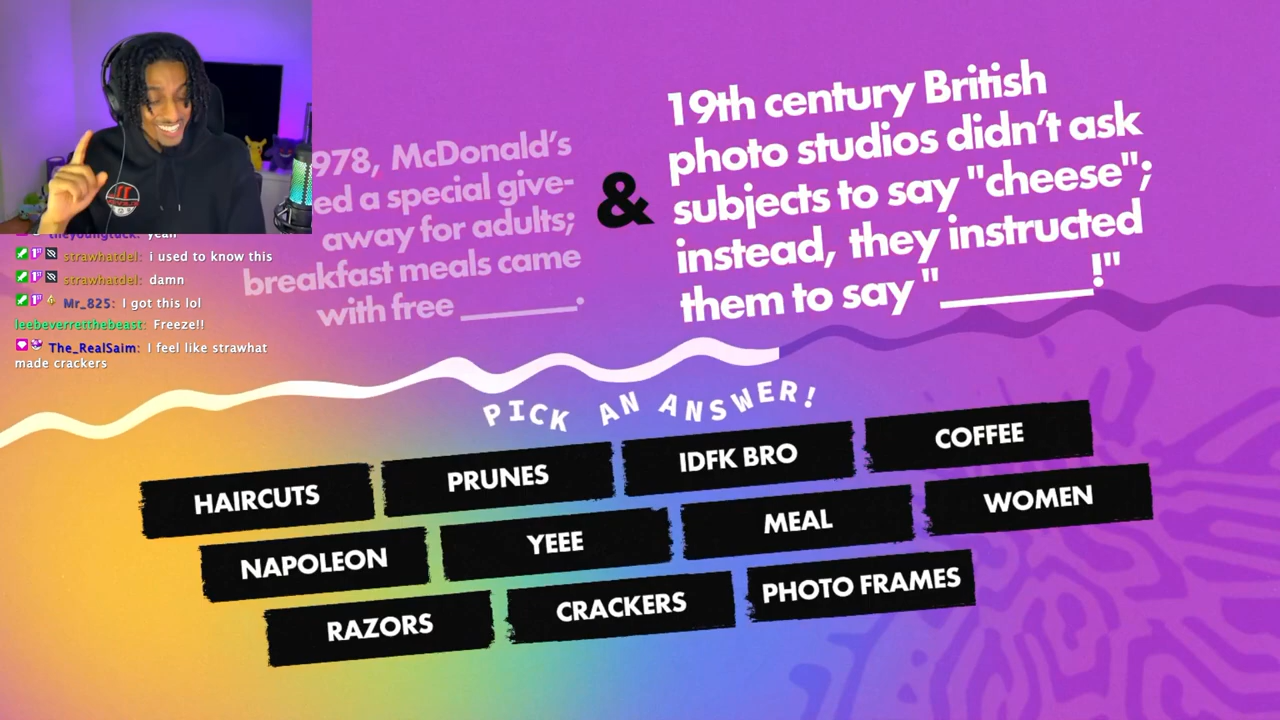 978, McDonald's
ed a special give-
away for adults;
breakfast meals came
with free ______.
&
19th century British
photo studios didn't ask
subjects to say "cheese";
instead, they instructed
them to say "______!"
yeah
strawhatdel: i used to know this
strawhatdel: damn
Mr_825: I got this lol
leebeverretthebeast: Freeze!!
The_RealSaim: I feel like strawhat
made crackers
PICK AN ANSWER!
HAIRCUTS
PRUNES
IDFK BRO
COFFEE
NAPOLEON
YEEE
MEAL
WOMEN
RAZORS
CRACKERS
PHOTO FRAMES